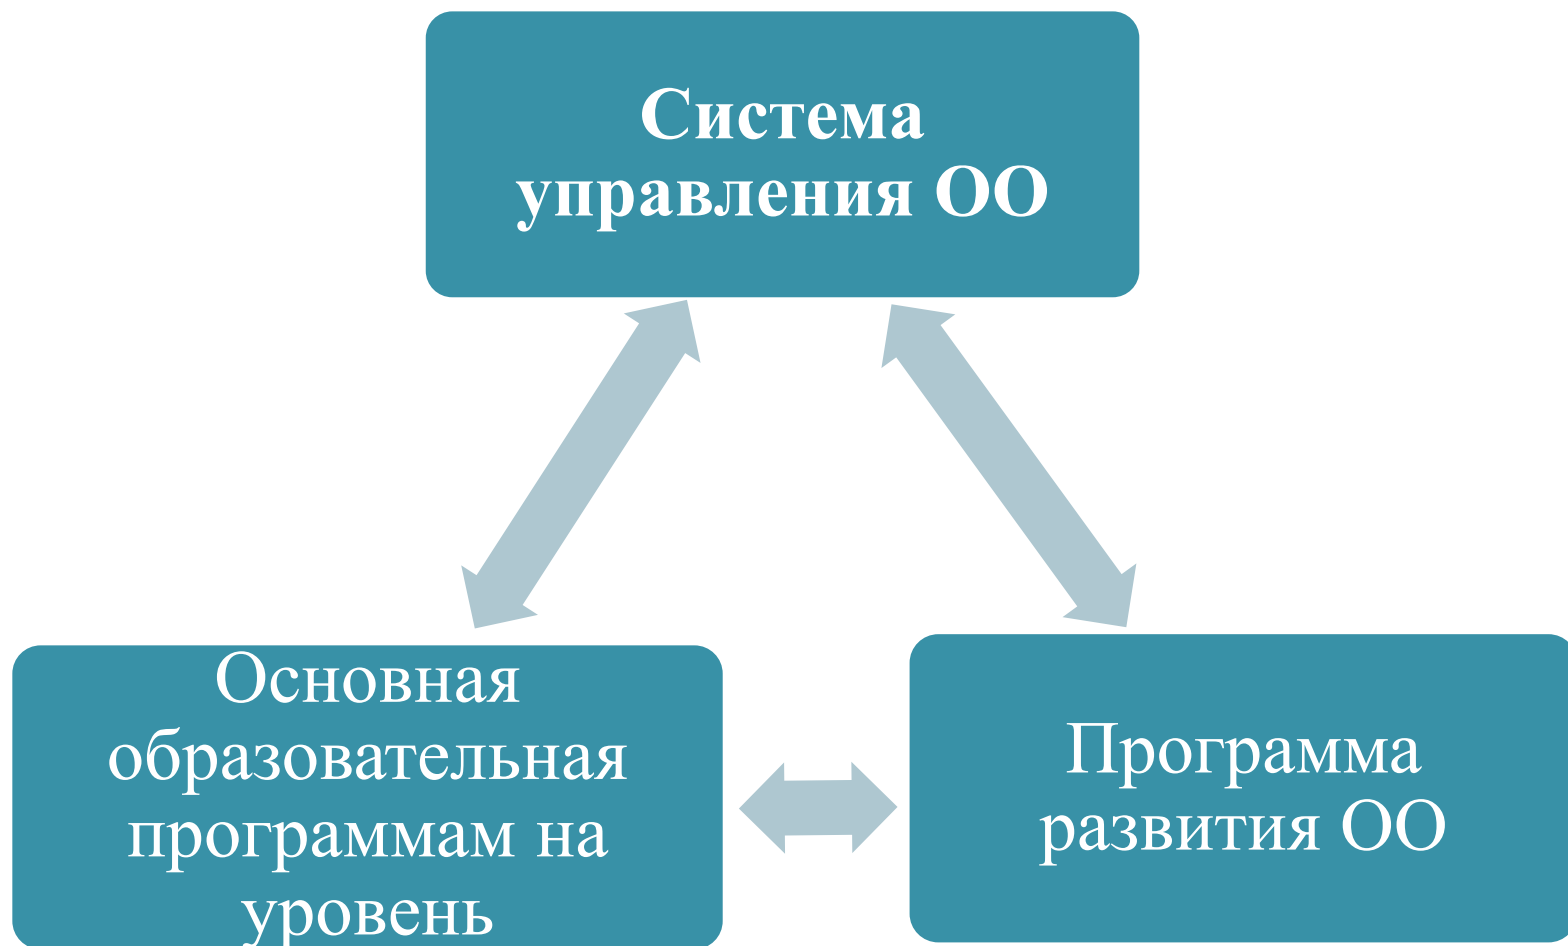 Система
управления ОО
Основная
образовательная
программам на
уровень
Программа
развития ОО